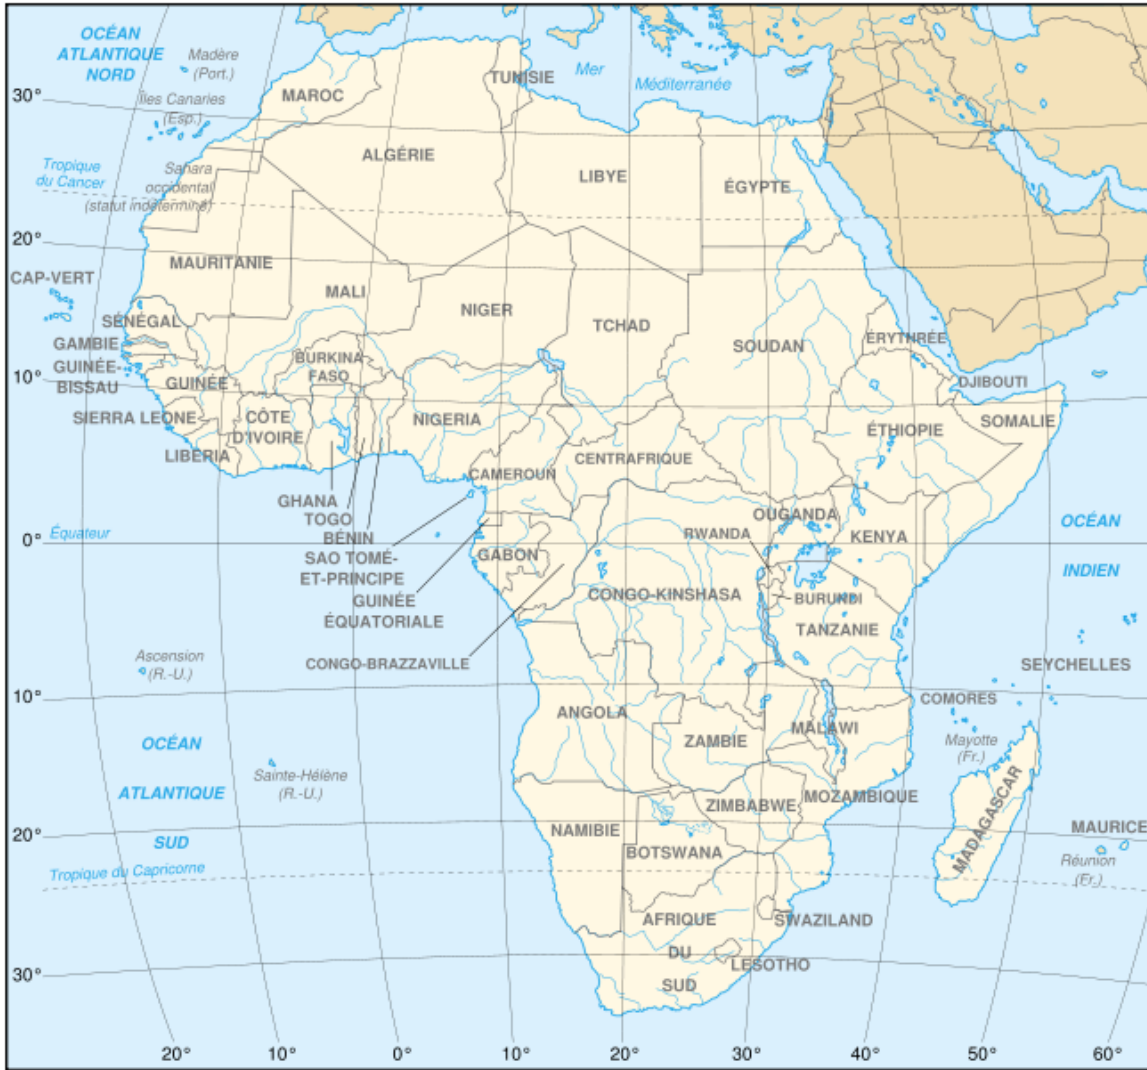 OCÉAN
ATLANTIQUE
NORD
Madère
(Port.)
Îles Canaries
(Esp.)
Mer
Méditerranée
TUNISIE
MAROC
30°
ALGÉRIE
LIBYE
ÉGYPTE
Tropique
du Cancer
Sahara
occidental
(statut indéterminé)
20°
CAP-VERT
MAURITANIE
MALI
NIGER
TCHAD
SOUDAN
ÉRYTHRÉE
SÉNÉGAL
GAMBIE
GUINÉE-
BISSAU
10°
GUINÉE
BURKINA
FASO
DJIBOUTI
SIERRA LEONE
CÔTE
D'IVOIRE
NIGERIA
SOMALIE
ÉTHIOPIE
LIBÉRIA
CENTRAFRIQUE
CAMEROUN
GHANA
TOGO
BÉNIN
SAO TOMÉ-
ET-PRINCIPE
GUINÉE
ÉQUATORIALE
OUGANDA
RWANDA
KENYA
OCÉAN
INDIEN
Équateur
0°
GABON
CONGO-KINSHASA
BURUNDI
TANZANIE
CONGO-BRAZZAVILLE
Ascension
(R.-U.)
SEYCHELLES
10°
COMORES
ANGOLA
ZAMBIE
MALAWI
Mayotte
(Fr.)
OCÉAN
ATLANTIQUE
SUD
Sainte-Hélène
(R.-U.)
ZIMBABWE
MOZAMBIQUE
MADAGASCAR
MAURICE
Réunion
(Fr.)
20°
NAMIBIE
BOTSWANA
Tropique du Capricorne
AFRIQUE
DU
SUD
SWAZILAND
LESOTHO
30°
20°
10°
0°
10°
20°
30°
40°
50°
60°